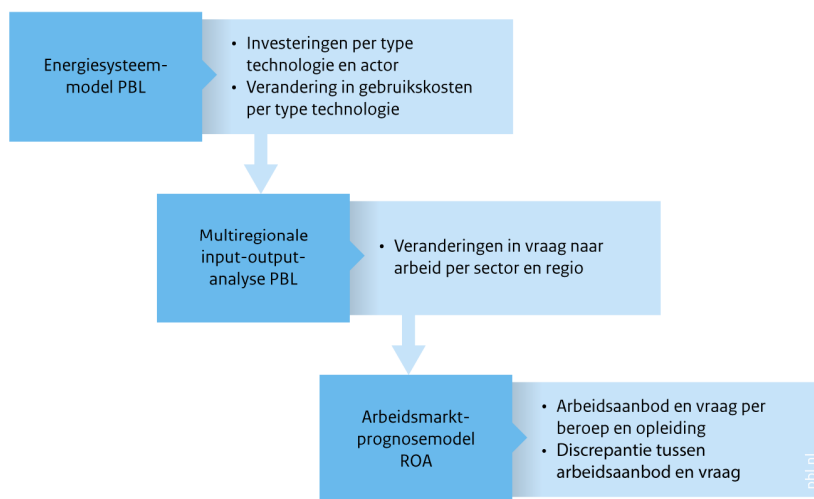 Energiesysteem-
model PBL
• Investeringen per type
technologie en actor
• Verandering in gebruikskosten
per type technologie
Multiregionale
input-output-
analyse PBL
• Veranderingen in vraag naar
arbeid per sector en regio
Arbeidsmarkt-
prognosemodel
ROA
• Arbeidsaanbod en vraag per
beroep en opleiding
• Discrepantie tussen
arbeidsaanbod en vraag
pbl.nl